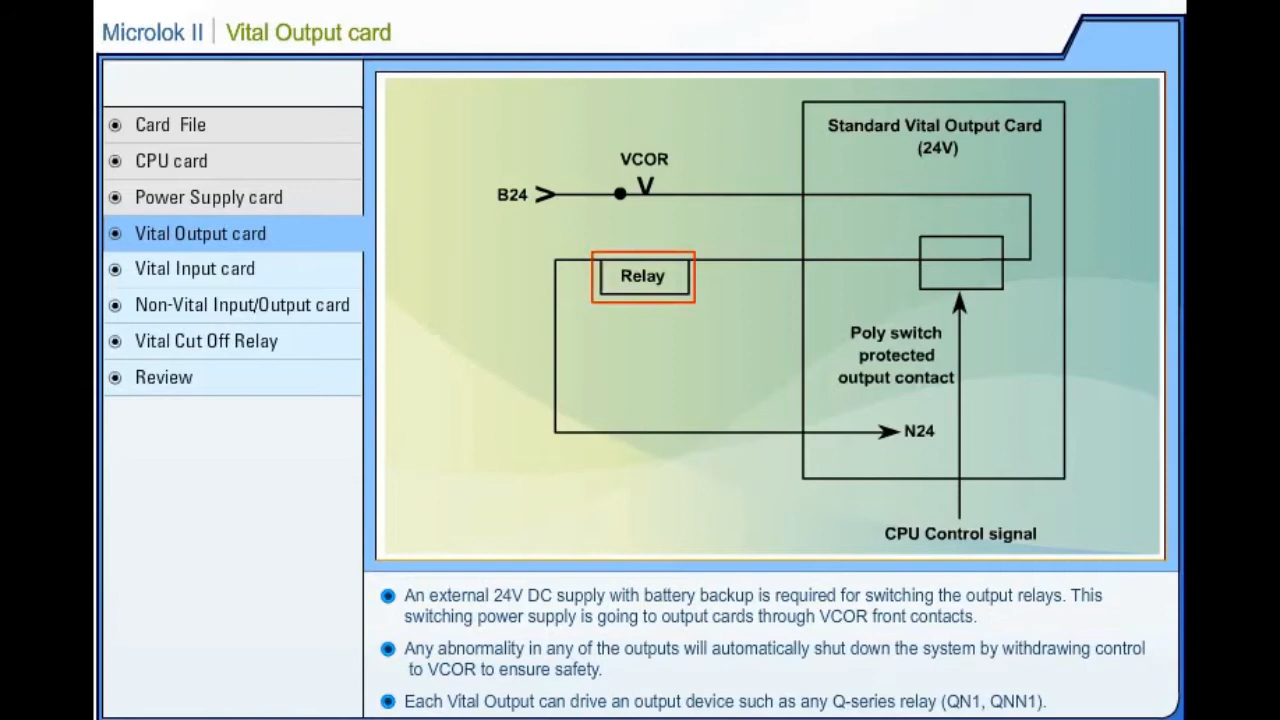 Microlok II | Vital Output card
Card File
CPU card
Power Supply card
Vital Output card
Vital Input card
Non-Vital Input/Output card
Vital Cut Off Relay
Review
Standard Vital Output Card
(24V)
VCOR
V
B24
Relay
Poly switch
protected
output contact
N24
CPU Control signal
An external 24V DC supply with battery backup is required for switching the output relays. This
switching power supply is going to output cards through VCOR front contacts.
Any abnormality in any of the outputs will automatically shut down the system by withdrawing control
to VCOR to ensure safety.
Each Vital Output can drive an output device such as any Q-series relay (QN1, QNN1).